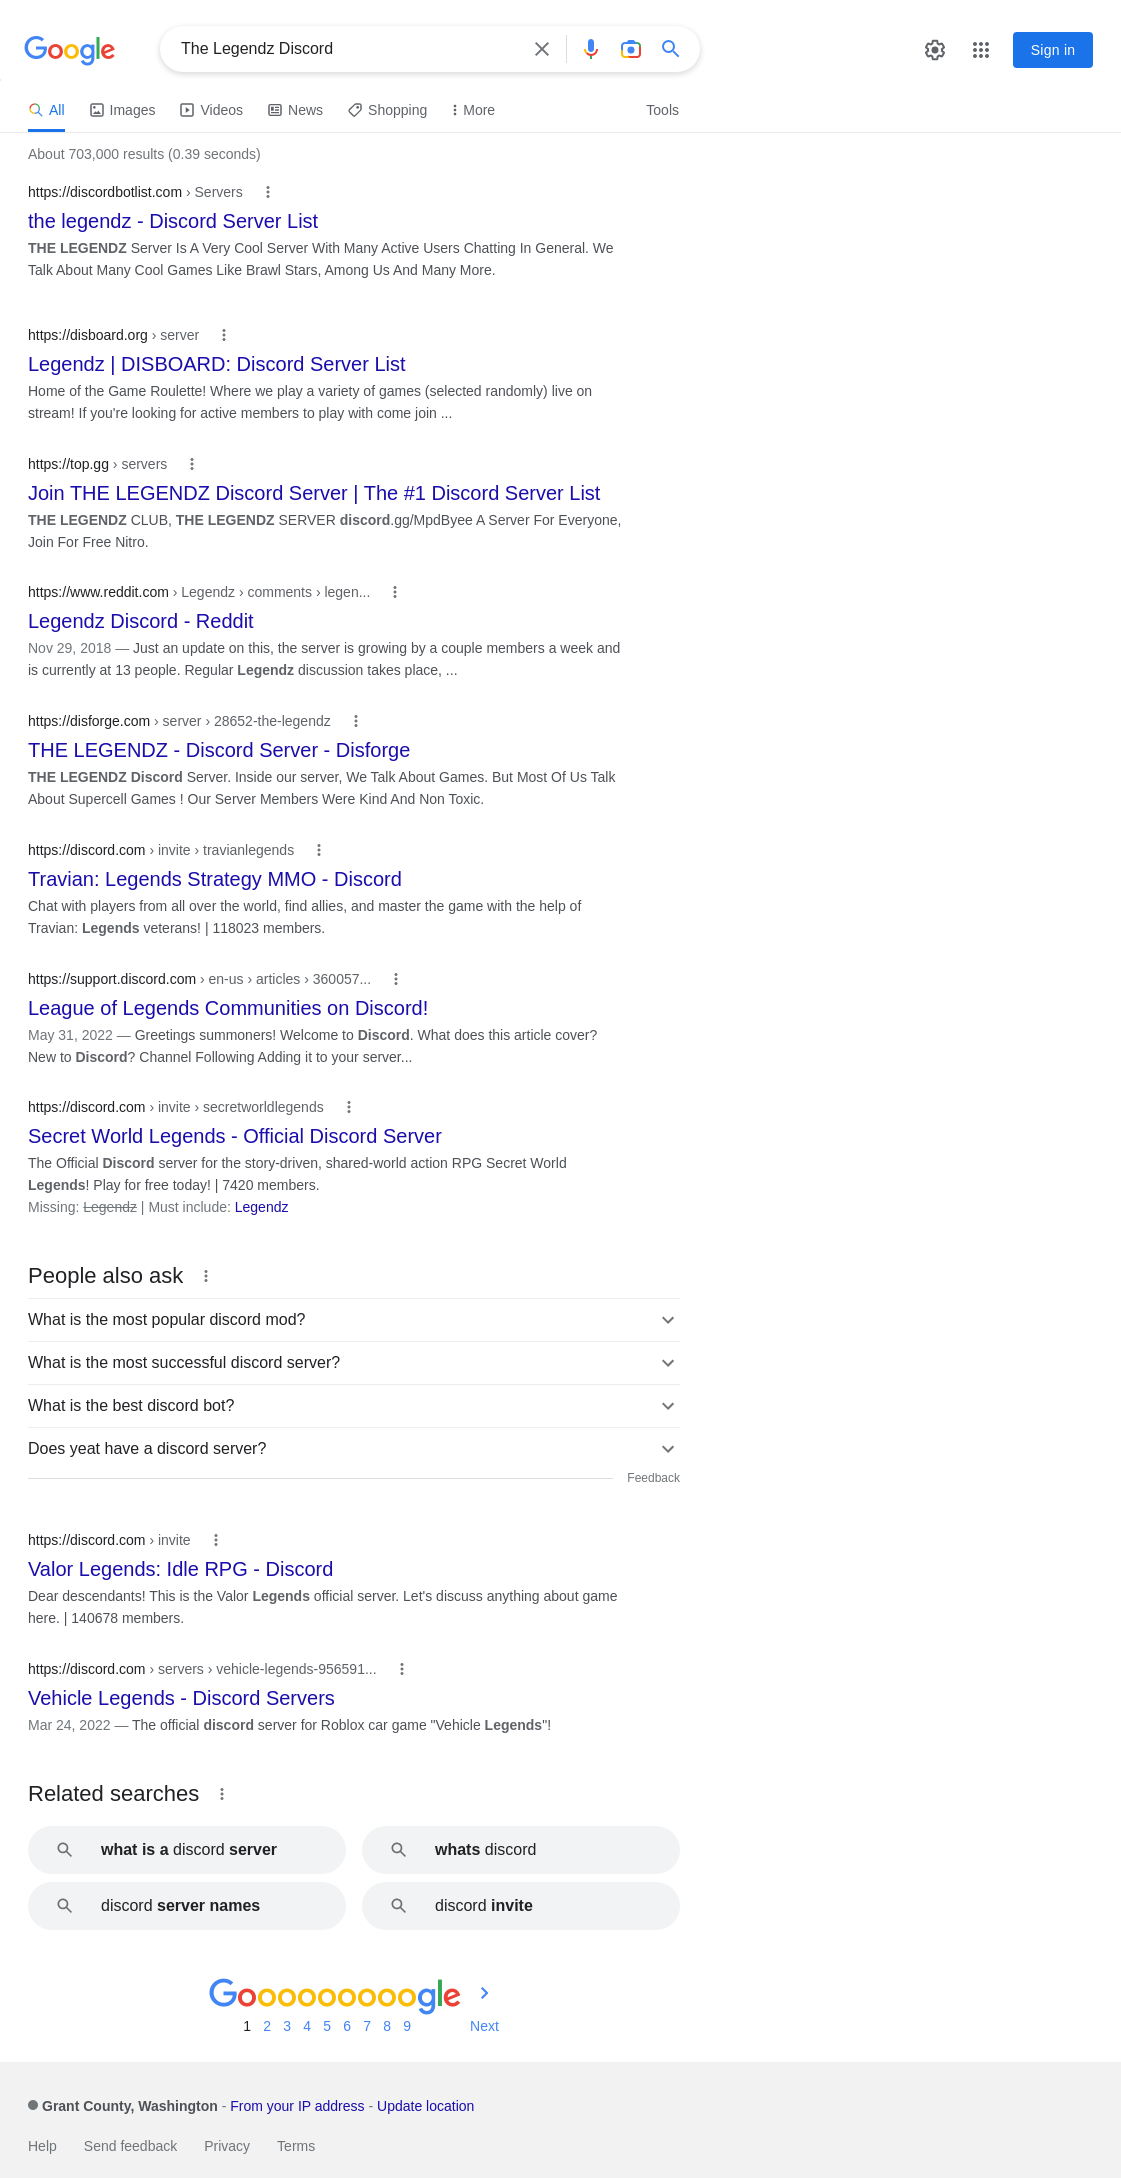 Google
The Legendz Discord
Sign in
All Images Videos News Shopping More Tools
About 703,000 results (0.39 seconds)
https://discordbotlist.com › Servers
the legendz - Discord Server List
THE LEGENDZ Server Is A Very Cool Server With Many Active Users Chatting In General. We
Talk About Many Cool Games Like Brawl Stars, Among Us And Many More.
https://disboard.org › server
Legendz | DISBOARD: Discord Server List
Home of the Game Roulette! Where we play a variety of games (selected randomly) live on
stream! If you're looking for active members to play with come join ...
https://top.gg › servers
Join THE LEGENDZ Discord Server | The #1 Discord Server List
THE LEGENDZ CLUB, THE LEGENDZ SERVER discord.gg/MpdByee A Server For Everyone,
Join For Free Nitro.
https://www.reddit.com › Legendz › comments › legen...
Legendz Discord - Reddit
Nov 29, 2018 — Just an update on this, the server is growing by a couple members a week and
is currently at 13 people. Regular Legendz discussion takes place, ...
https://disforge.com › server › 28652-the-legendz
THE LEGENDZ - Discord Server - Disforge
THE LEGENDZ Discord Server. Inside our server, We Talk About Games. But Most Of Us Talk
About Supercell Games ! Our Server Members Were Kind And Non Toxic.
https://discord.com › invite › travianlegends
Travian: Legends Strategy MMO - Discord
Chat with players from all over the world, find allies, and master the game with the help of
Travian: Legends veterans! | 118023 members.
https://support.discord.com › en-us › articles › 360057...
League of Legends Communities on Discord!
May 31, 2022 — Greetings summoners! Welcome to Discord. What does this article cover?
New to Discord? Channel Following Adding it to your server...
https://discord.com › invite › secretworldlegends
Secret World Legends - Official Discord Server
The Official Discord server for the story-driven, shared-world action RPG Secret World
Legends! Play for free today! | 7420 members.
Missing: Legendz | Must include: Legendz
People also ask
What is the most popular discord mod?
What is the most successful discord server?
What is the best discord bot?
Does yeat have a discord server?
Feedback
https://discord.com › invite
Valor Legends: Idle RPG - Discord
Dear descendants! This is the Valor Legends official server. Let's discuss anything about game
here. | 140678 members.
https://discord.com › servers › vehicle-legends-956591...
Vehicle Legends - Discord Servers
Mar 24, 2022 — The official discord server for Roblox car game "Vehicle Legends"!
Related searches
what is a discord server
whats discord
discord server names
discord invite
Gooooooooogle
1 2 3 4 5 6 7 8 9 Next
Grant County, Washington - From your IP address - Update location
Help Send feedback Privacy Terms